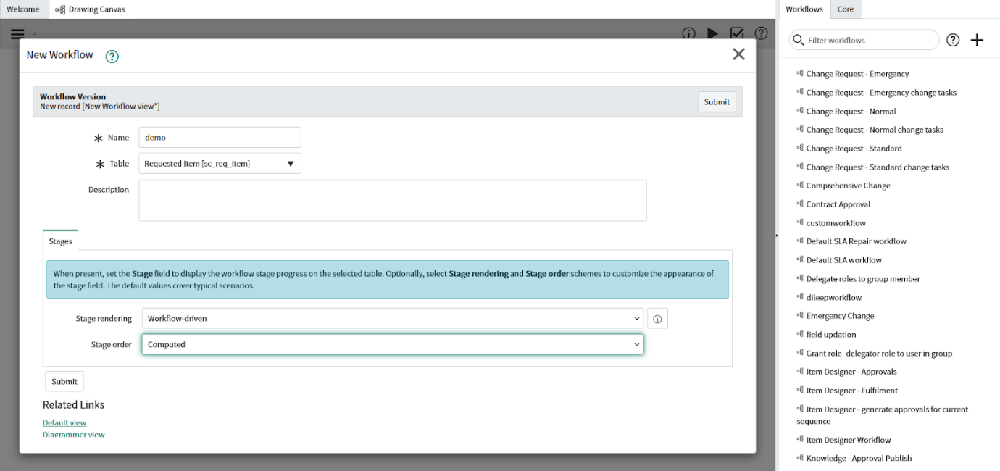 Welcome
Drawing Canvas
-
New Workflow
Workflow Version
New record [New Workflow view*]
Submit
Name
demo
Table
Requested Item [sc_req_item]
Description
Stages
When present, set the Stage field to display the workflow stage progress on the selected table. Optionally, select Stage rendering and Stage order schemes to customize the appearance of
the stage field. The default values cover typical scenarios.
Stage rendering
Workflow-driven
Stage order
Computed
Submit
Related Links
Default view
Diagrammer view
Workflows
Core
Filter workflows
Change Request - Emergency
Change Request - Emergency change tasks
Change Request - Normal
Change Request - Normal change tasks
Change Request - Standard
Change Request - Standard change tasks
Comprehensive Change
Contract Approval
customworkflow
Default SLA Repair workflow
Default SLA workflow
Delegate roles to group member
dileepworkflow
Emergency Change
field updation
Grant role_delegator role to user in group
Item Designer - Approvals
Item Designer - Fulfilment
Item Designer - generate approvals for current
sequence
Item Designer Workflow
Knowledge - Approval Publish